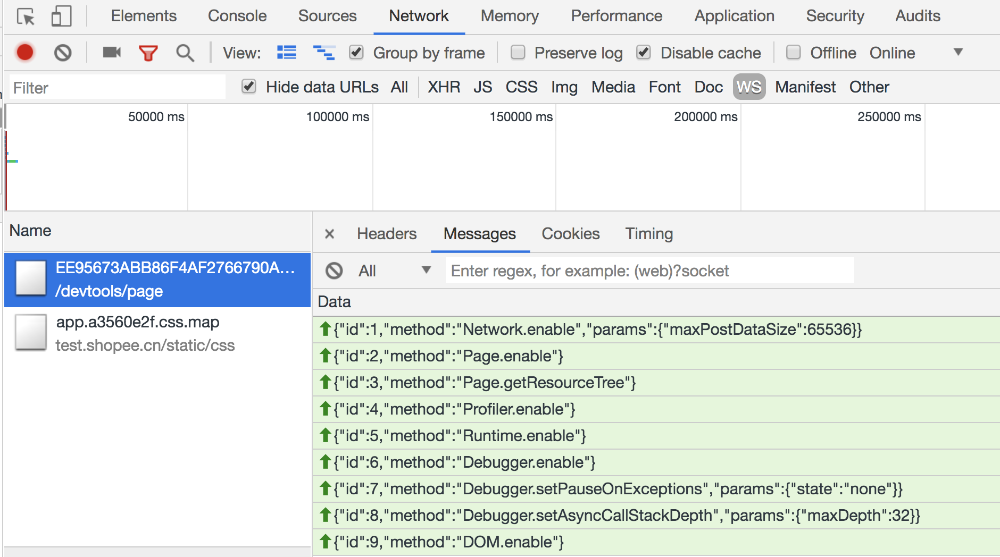 Elements Console Sources Network Memory Performance Application Security Audits
View: Group by frame Preserve log Disable cache Offline Online
Filter Hide data URLs All XHR JS CSS Img Media Font Doc WS Manifest Other
50000 ms 100000 ms 150000 ms 200000 ms 250000 ms
Name
EE95673ABB86F4AF2766790A...
/devtools/page
app.a3560e2f.css.map
test.shopee.cn/static/css
× Headers Messages Cookies Timing
All Enter regex, for example: (web)?socket
Data
{"id":1,"method":"Network.enable","params":{"maxPostDataSize":65536}}
{"id":2,"method":"Page.enable"}
{"id":3,"method":"Page.getResourceTree"}
{"id":4,"method":"Profiler.enable"}
{"id":5,"method":"Runtime.enable"}
{"id":6,"method":"Debugger.enable"}
{"id":7,"method":"Debugger.setPauseOnExceptions","params":{"state":"none"}}
{"id":8,"method":"Debugger.setAsyncCallStackDepth","params":{"maxDepth":32}}
{"id":9,"method":"DOM.enable"}